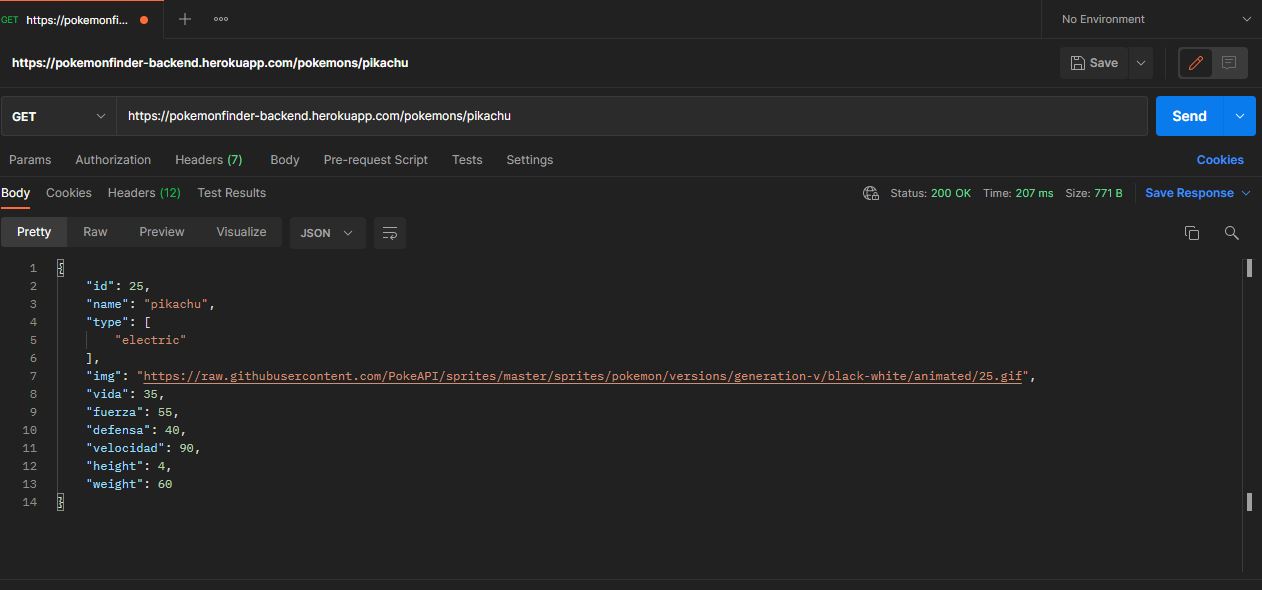 GET https://pokemonfi...
No Environment
https://pokemonfinder-backend.herokuapp.com/pokemons/pikachu
Save
GET https://pokemonfinder-backend.herokuapp.com/pokemons/pikachu Send
Params Authorization Headers (7) Body Pre-request Script Tests Settings Cookies
Body Cookies Headers (12) Test Results Status: 200 OK Time: 207 ms Size: 771 B Save Response
Pretty Raw Preview Visualize JSON
1 {
2 "id": 25,
3 "name": "pikachu",
4 "type": [
5 "electric"
6 ],
7 "img": "https://raw.githubusercontent.com/PokeAPI/sprites/master/sprites/pokemon/versions/generation-v/black-white/animated/25.gif",
8 "vida": 35,
9 "fuerza": 55,
10 "defensa": 40,
11 "velocidad": 90,
12 "height": 4,
13 "weight": 60
14 }